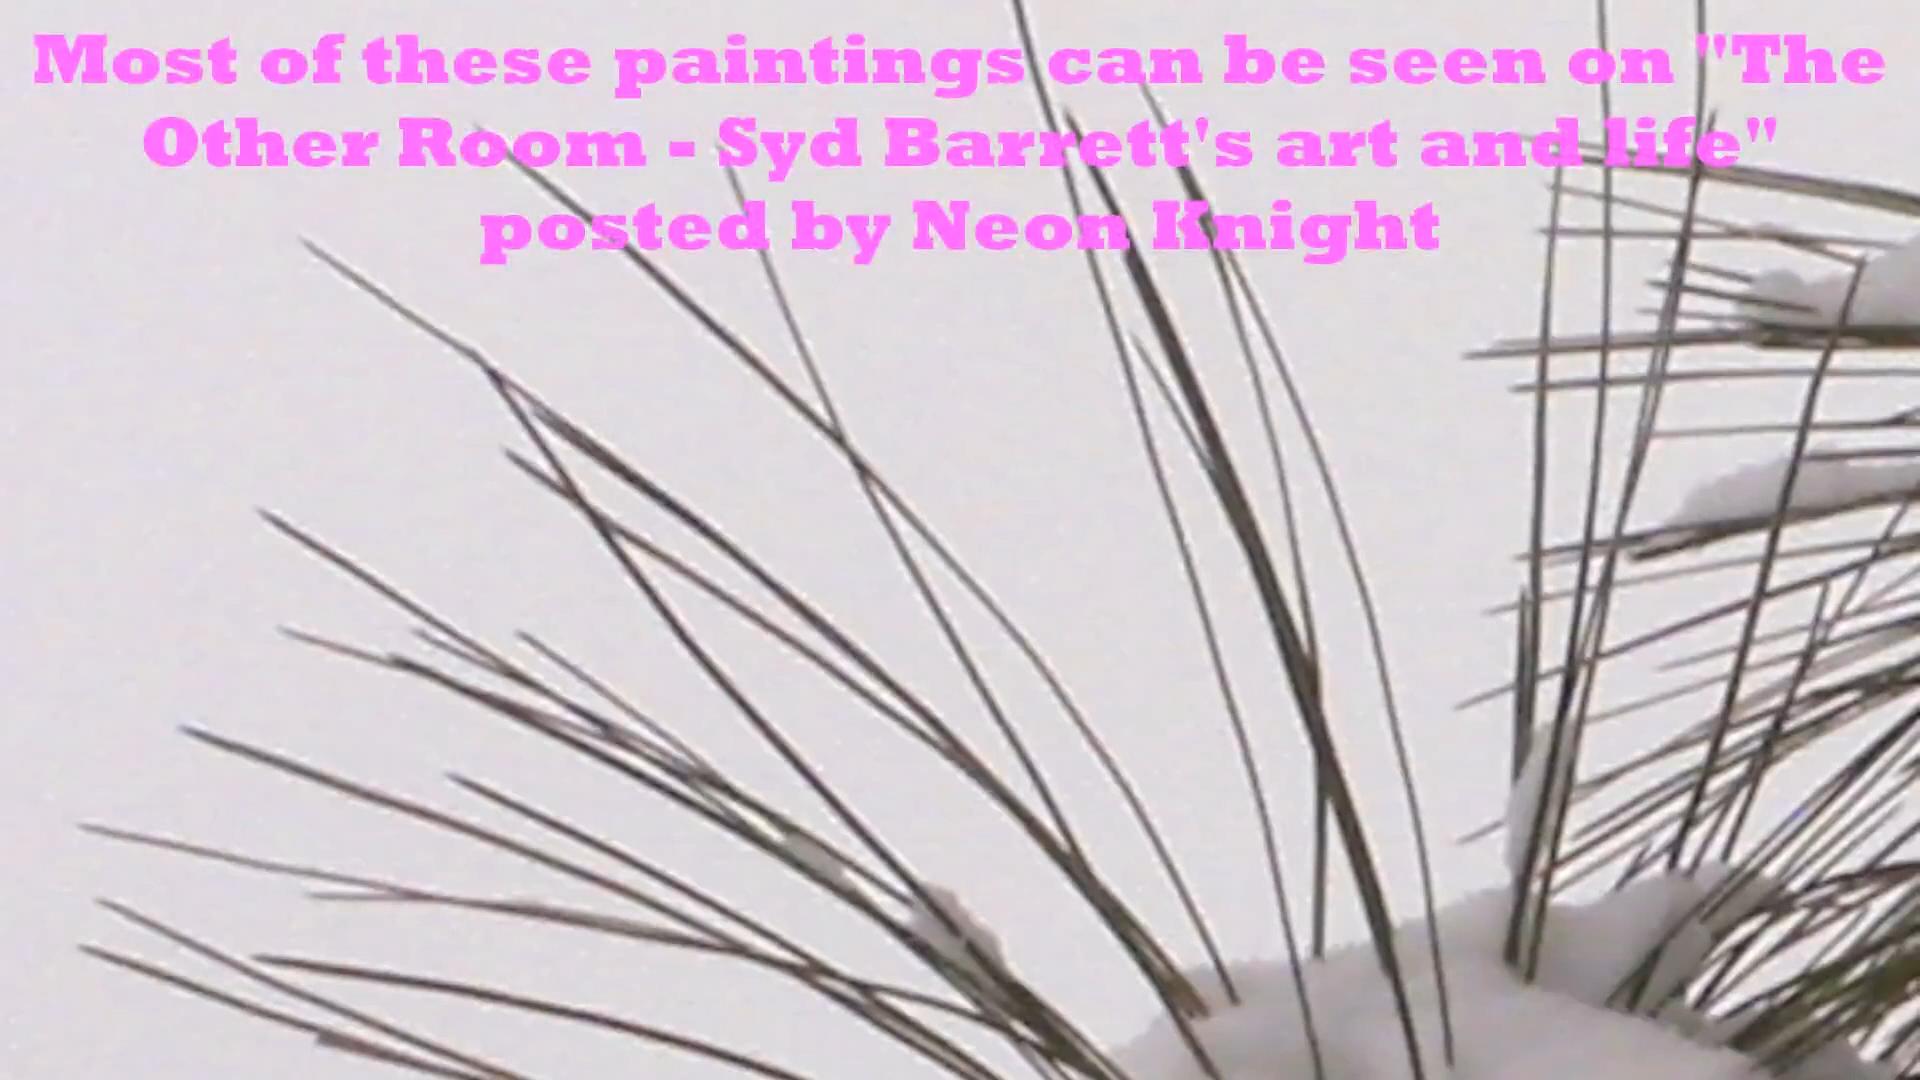 Most of these paintings can be seen on "The
Other Room - Syd Barrett's art and life"
posted by Neon Knight